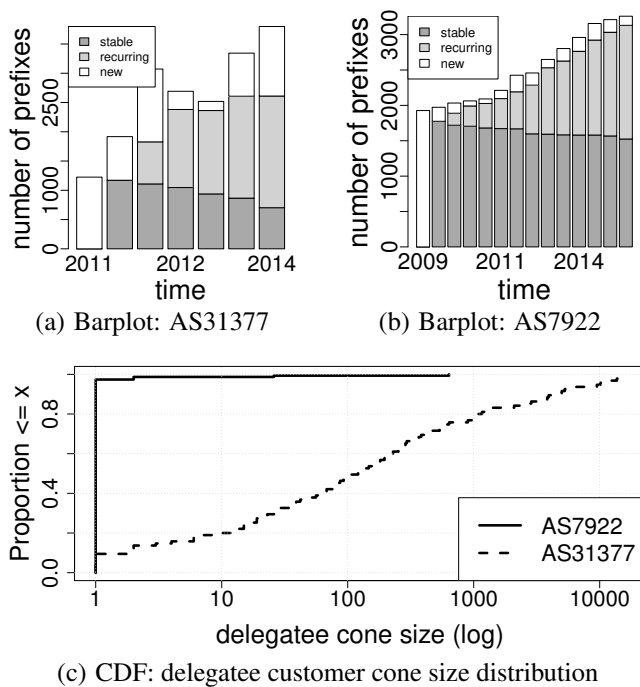 number of prefixes
0
1000
2500
stable
recurring
new
2011
2012
2014
time
(a) Barplot: AS31377
number of prefixes
0
1000
2000
3000
stable
recurring
new
2009
2011
2014
time
(b) Barplot: AS7922
Proportion <= x
0.0
0.4
0.8
AS7922
AS31377
1
10
100
1000
10000
delegatee cone size (log)
(c) CDF: delegatee customer cone size distribution